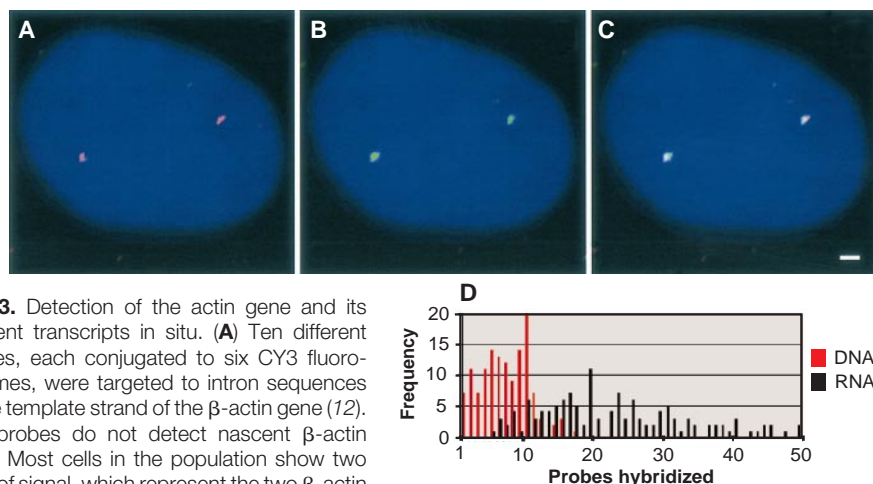 A
B
C
3. Detection of the actin gene and its
ent transcripts in situ. (A) Ten different
es, each conjugated to six CY3 fluoro-
mes, were targeted to intron sequences
e template strand of the β-actin gene (12).
probes do not detect nascent β-actin
Most cells in the population show two
of signal, which represent the two β-actin
D
Frequency
20
15
10
5
0
1
10
20
30
40
50
Probes hybridized
DNA
RNA